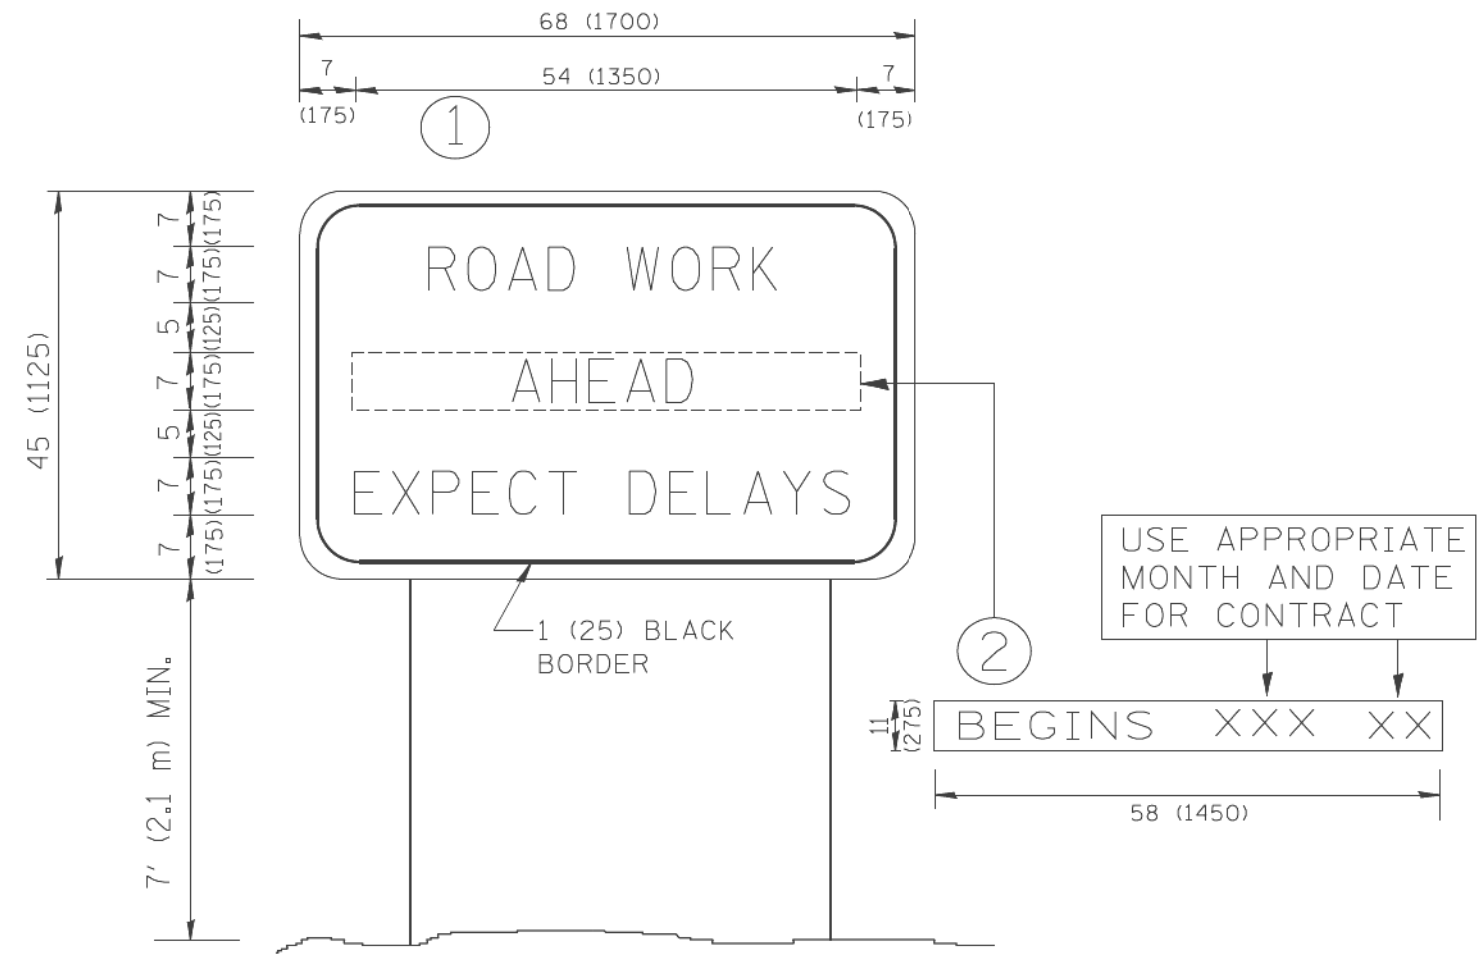 68 (1700)
7
54 (1350)
7
(175)
(175)
1
7
(175)
7
(175)
5
(125)
7
(175)
5
(125)
7
(175)
7
(175)
45 (1125)
ROAD WORK
AHEAD
EXPECT DELAYS
1 (25) BLACK
BORDER
7' (2.1 m) MIN.
2
USE APPROPRIATE
MONTH AND DATE
FOR CONTRACT
11
(275)
BEGINS XXX XX
58 (1450)